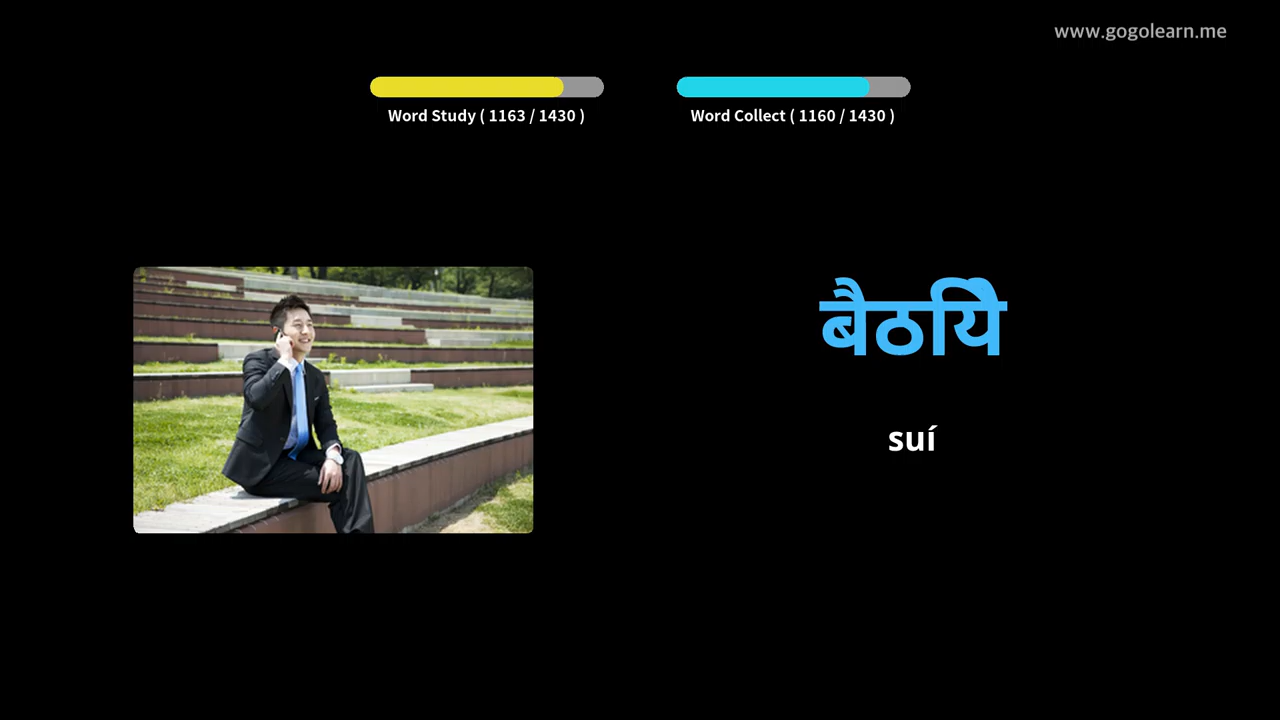 www.gogolearn.me
Word Study ( 1163 / 1430 )
Word Collect ( 1160 / 1430 )
बैठयिे
suí